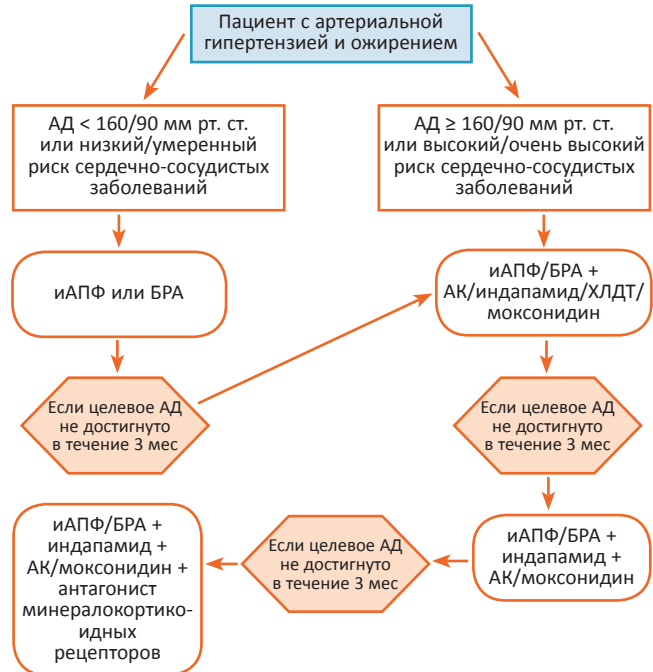 Пациент с артериальной
гипертензией и ожирением
АД < 160/90 мм рт. ст.
или низкий/умеренный
риск сердечно-сосудистых
заболеваний
АД ≥ 160/90 мм рт. ст.
или высокий/очень высокий
риск сердечно-сосудистых
заболеваний
иАПФ или БРА
иАПФ/БРА +
АК/индапамид/ХЛДТ/
моксонидин
Если целевое АД
не достигнуто
в течение 3 мес
Если целевое АД
не достигнуто
в течение 3 мес
иАПФ/БРА +
индапамид +
АК/моксонидин
Если целевое АД
не достигнуто
в течение 3 мес
иАПФ/БРА +
индапамид +
АК/моксонидин +
антагонист
минералокортико-
идных
рецепторов